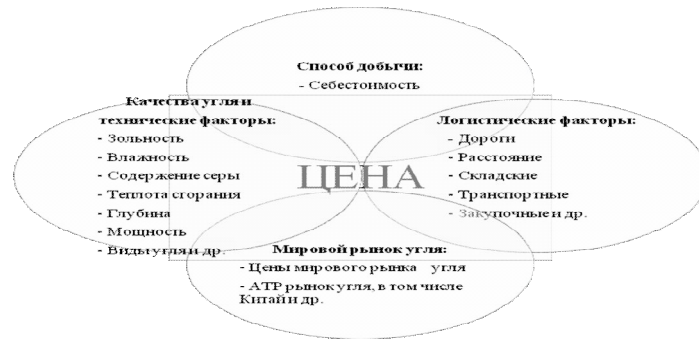 Способ добычи:
- Себестоимость
Качества угля и
технические факторы:
- Зольность
- Влажность
- Содержание серы
- Теплота сгорания
- Глубина
- Мощность
- Виды угля и др.
ЦЕНА
Логистические факторы:
- Дороги
- Расстояние
- Складские
- Транспортные
- Закупочные и др.
Мировой рынок угля:
- Цены мирового рынка угля
- АТР рынок угля, в том числе
Китай и др.